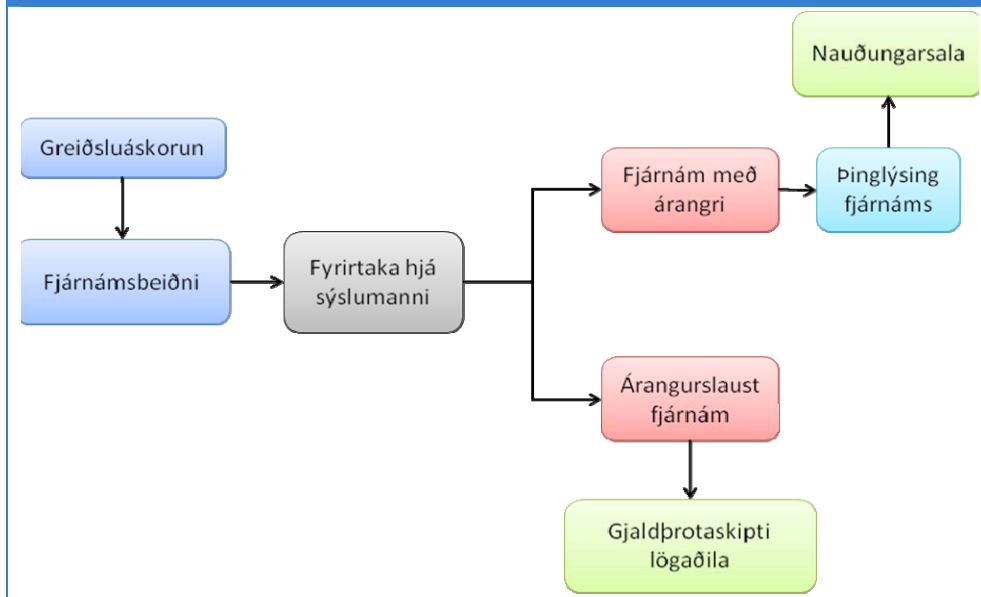 Greiðsluáskorun
Fjárnámsbeiðni
Fyrirtaka hjá
sýslumanni
Fjárnám með
árangri
Þinglýsing
fjárnáms
Nauðungarsala
Árangurslaust
fjárnám
Gjaldþrotaskipti
lögaðila